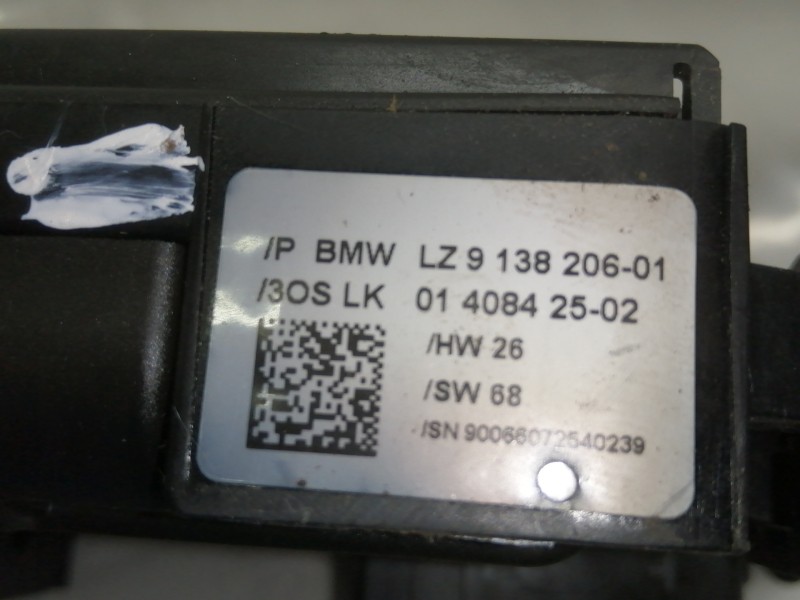 /P BMW LZ 9 138 206-01
/3OS LK 01 4084 25-02
/HW 26
/SW 68
/SN 90066072540239